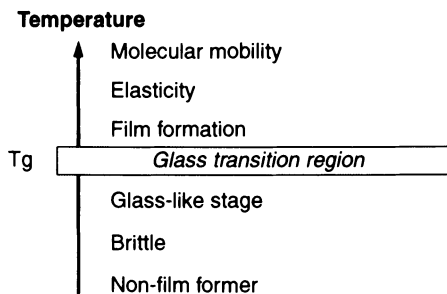 Temperature
Molecular mobility
Elasticity
Film formation
Tg Glass transition region
Glass-like stage
Brittle
Non-film former